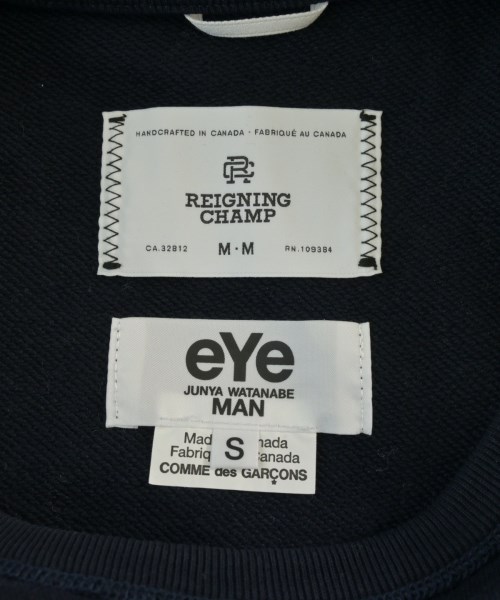 HANDCRAFTED IN CANADA · FABRIQUÉ AU CANADA
RC
REIGNING
CHAMP
CA.32812 M·M RN.109384
eYe
JUNYA WATANABE
MAN
S
COMME des GARÇONS